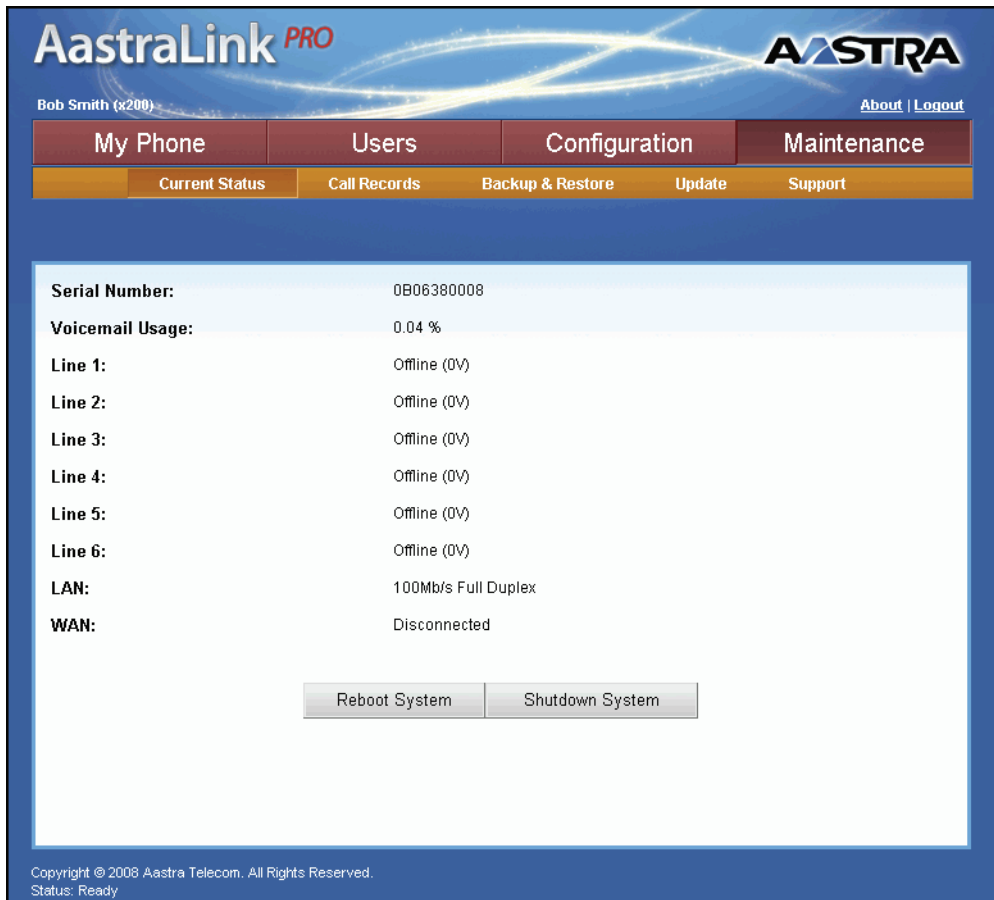 AastraLink PRO
AASTRA
Bob Smith (x200)
About | Logout
My Phone Users Configuration Maintenance
Current Status Call Records Backup & Restore Update Support
Serial Number: 0B06380008
Voicemail Usage: 0.04 %
Line 1: Offline (0V)
Line 2: Offline (0V)
Line 3: Offline (0V)
Line 4: Offline (0V)
Line 5: Offline (0V)
Line 6: Offline (0V)
LAN: 100Mb/s Full Duplex
WAN: Disconnected
Reboot System Shutdown System
Copyright © 2008 Aastra Telecom. All Rights Reserved.
Status: Ready